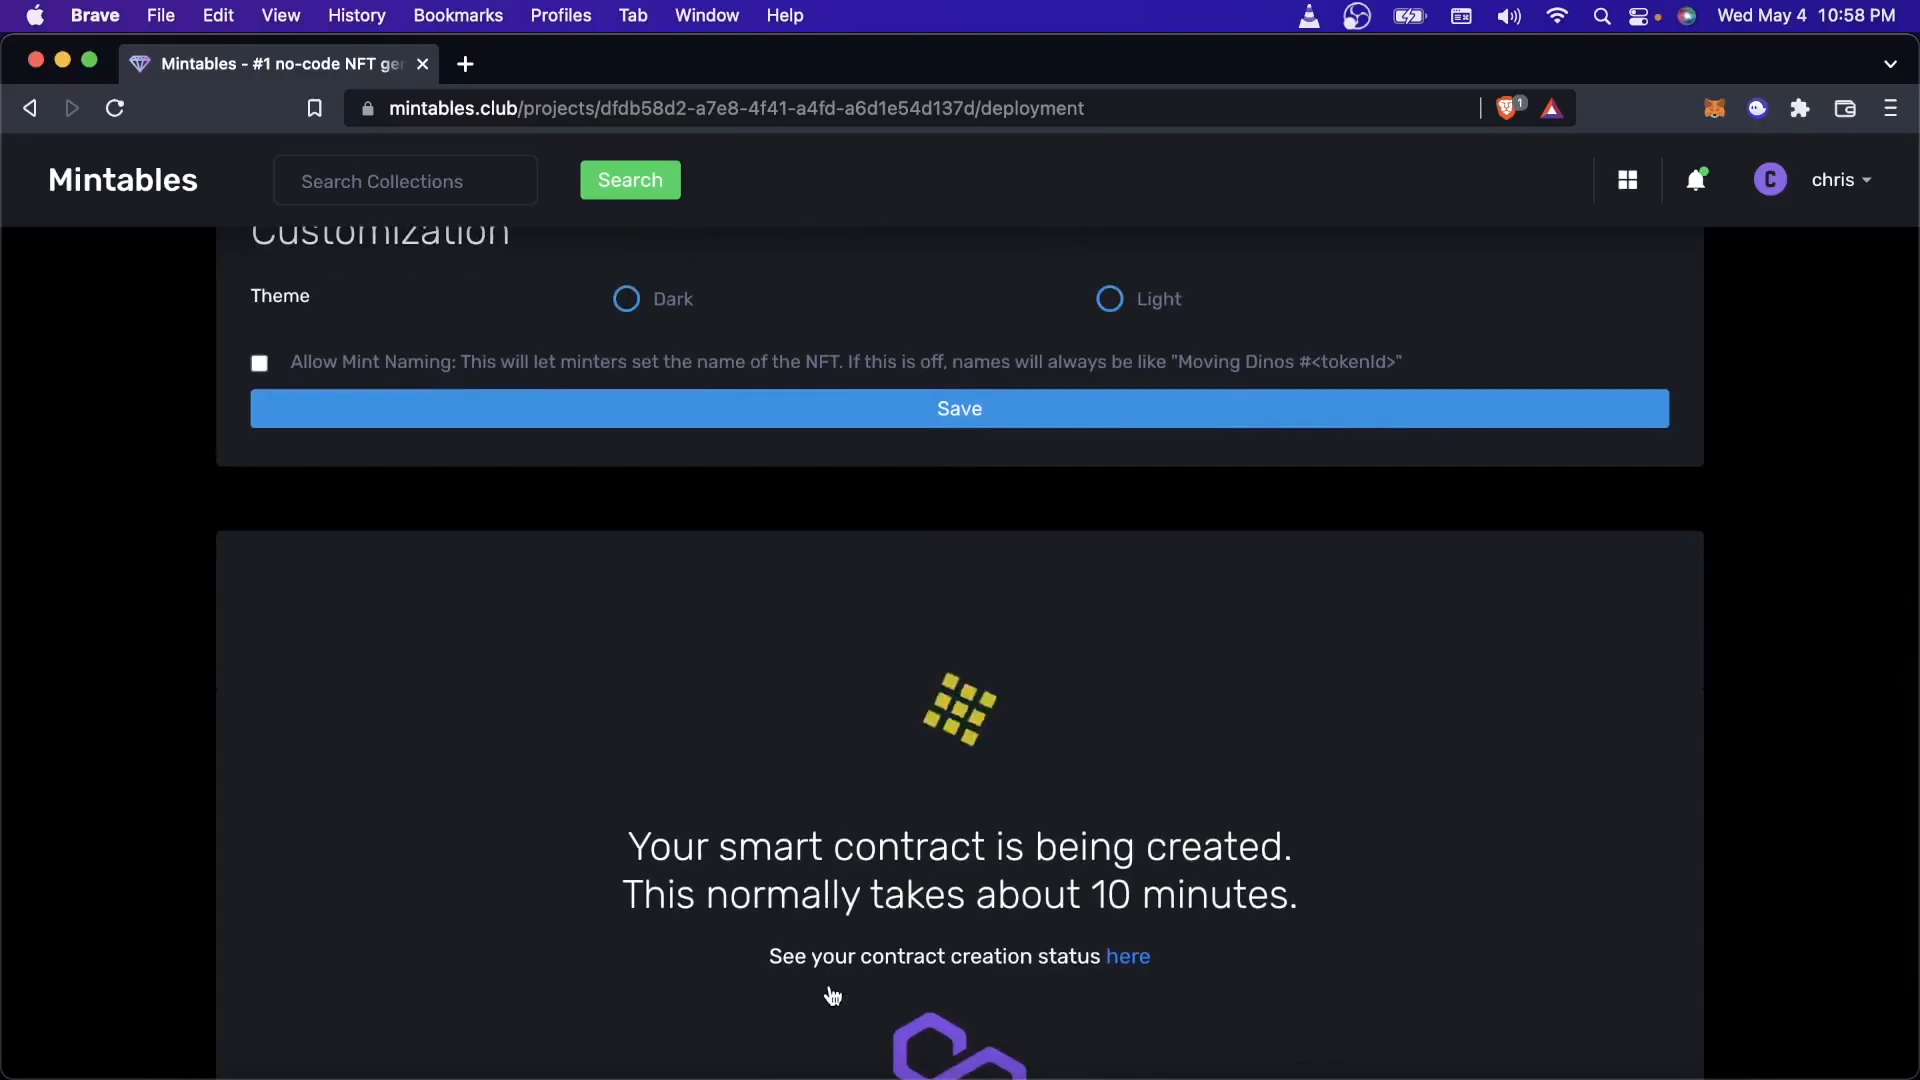 Brave File Edit View History Bookmarks Profiles Tab Window Help Wed May 4 10:58 PM
Mintables - #1 no-code NFT ger
mintables.club/projects/dfdb58d2-a7e8-4f41-a4fd-a6d1e54d137d/deployment 1
Mintables Search Collections Search C chris
Customization
Theme Dark Light
Allow Mint Naming: This will let minters set the name of the NFT. If this is off, names will always be like "Moving Dinos #<tokenId>"
Save
Your smart contract is being created.
This normally takes about 10 minutes.
See your contract creation status here